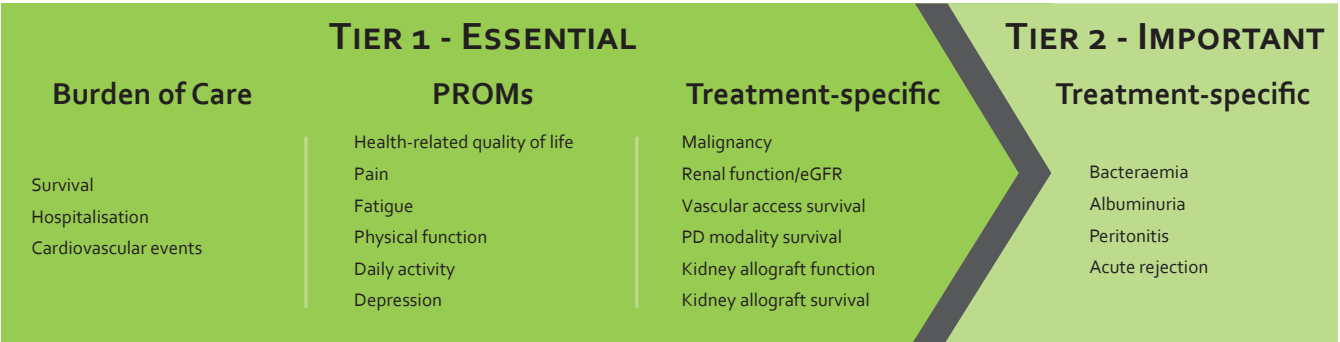 TIER 1 - ESSENTIAL
Burden of Care
Survival
Hospitalisation
Cardiovascular events
PROMs
Health-related quality of life
Pain
Fatigue
Physical function
Daily activity
Depression
Treatment-specific
Malignancy
Renal function/eGFR
Vascular access survival
PD modality survival
Kidney allograft function
Kidney allograft survival
TIER 2 - IMPORTANT
Treatment-specific
Bacteraemia
Albuminuria
Peritonitis
Acute rejection